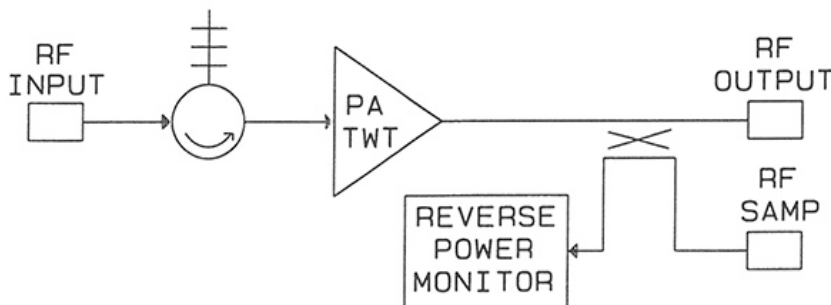 RF
INPUT
PA
TWT
RF
OUTPUT
RF
SAMP
REVERSE
POWER
MONITOR